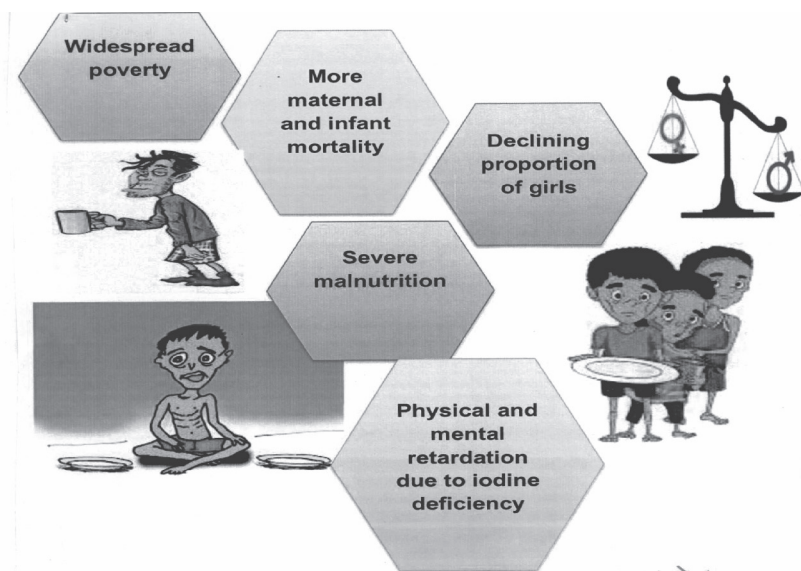 Widespread
poverty
More
maternal
and infant
mortality
Declining
proportion
of girls
Severe
malnutrition
Physical and
mental
retardation
due to iodine
deficiency